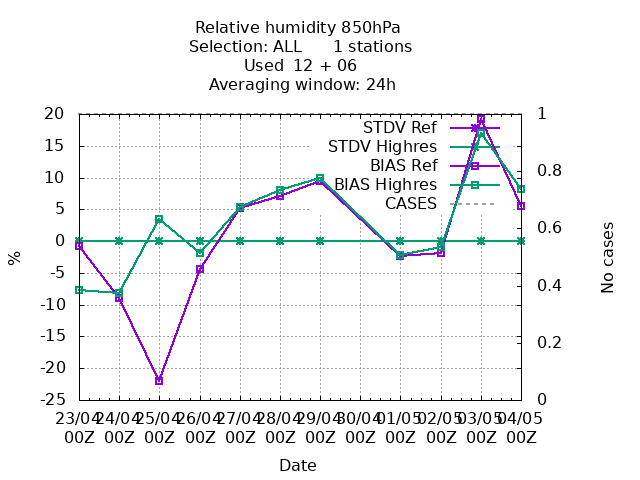 Relative humidity 850hPa
Selection: ALL 1 stations
Used 12 + 06
Averaging window: 24h
20 1
STDV Ref
15
STDV Highres
BIAS Ref
10 0.8
BIAS Highres
5
CASES
0 0.6
-5
-10 0.4
-15
-20 0.2
-25 0
%
No cases
23/04 24/04 25/04 26/04 27/04 28/04 29/04 30/04 01/05 02/05 03/05 04/05
00Z 00Z 00Z 00Z 00Z 00Z 00Z 00Z 00Z 00Z 00Z 00Z
Date